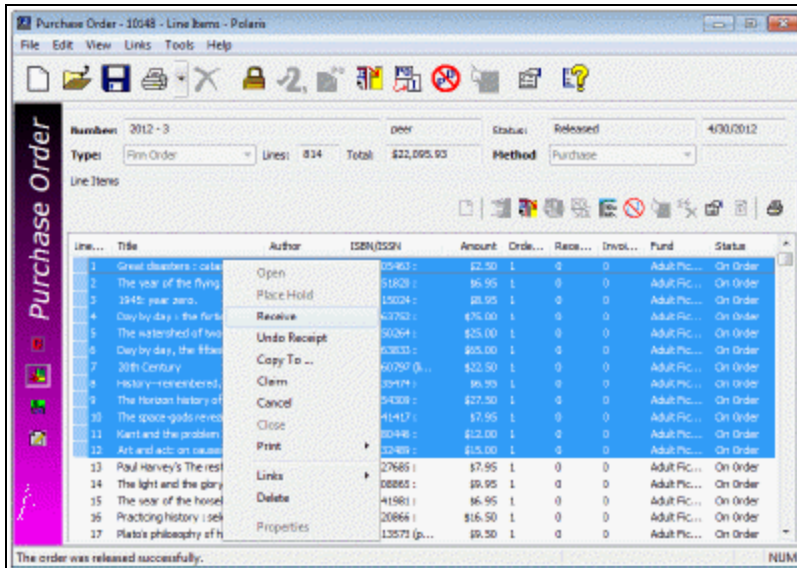 Purchase Order - 10148 - Line Items - Polaris
File Edit View Links Tools Help
Purchase Order
Number: 2012 - 3 peer Status: Released 4/30/2012
Type: Firm Order Lines: 814 Total: $22,095.93 Method Purchase
Line Items
Line... Title Author ISBN/ISSN Amount Orde... Rece... Invoi... Fund Status
1 Great disasters : 05463 : $2.50 1 0 0 Adult Fic... On Order
2 The year of the flying 51828 : $6.95 1 0 0 Adult Fic... On Order
3 1945: year zero. 15024 : $8.95 1 0 0 Adult Fic... On Order
4 Day by day : the 63752 : $75.00 1 0 0 Adult Fic... On Order
5 The watershed of two 50264 : $25.00 1 0 0 Adult Fic... On Order
6 Day by day, the fiftie 63833 : $65.00 1 0 0 Adult Fic... On Order
7 20th Century 60797 $22.50 1 0 0 Adult Fic... On Order
8 History--remembered, 39474 : $6.95 1 0 0 Adult Fic... On Order
9 The Horizon history of 54309 : $27.50 1 0 0 Adult Fic... On Order
10 The space-gods revea 41417 : $7.95 1 0 0 Adult Fic... On Order
11 Kant and the problem 80446 : $12.00 1 0 0 Adult Fic... On Order
12 Art and act: on causes 32489 : $15.00 1 0 0 Adult Fic... On Order
13 Paul Harvey's The rest 27685 : $7.95 1 0 0 Adult Fic... On Order
14 The light and the glory 08865 : $9.95 1 0 0 Adult Fic... On Order
15 The year of the horse 41981 : $6.95 1 0 0 Adult Fic... On Order
16 Practicing history : sel 20866 : $16.50 1 0 0 Adult Fic... On Order
17 Plato's philosophy of h 13573 (p... $9.50 1 0 0 Adult Fic... On Order
Open
Place Hold
Receive
Undo Receipt
Copy To ...
Claim
Cancel
Close
Print
Links
Delete
Properties
The order was released successfully. NUM